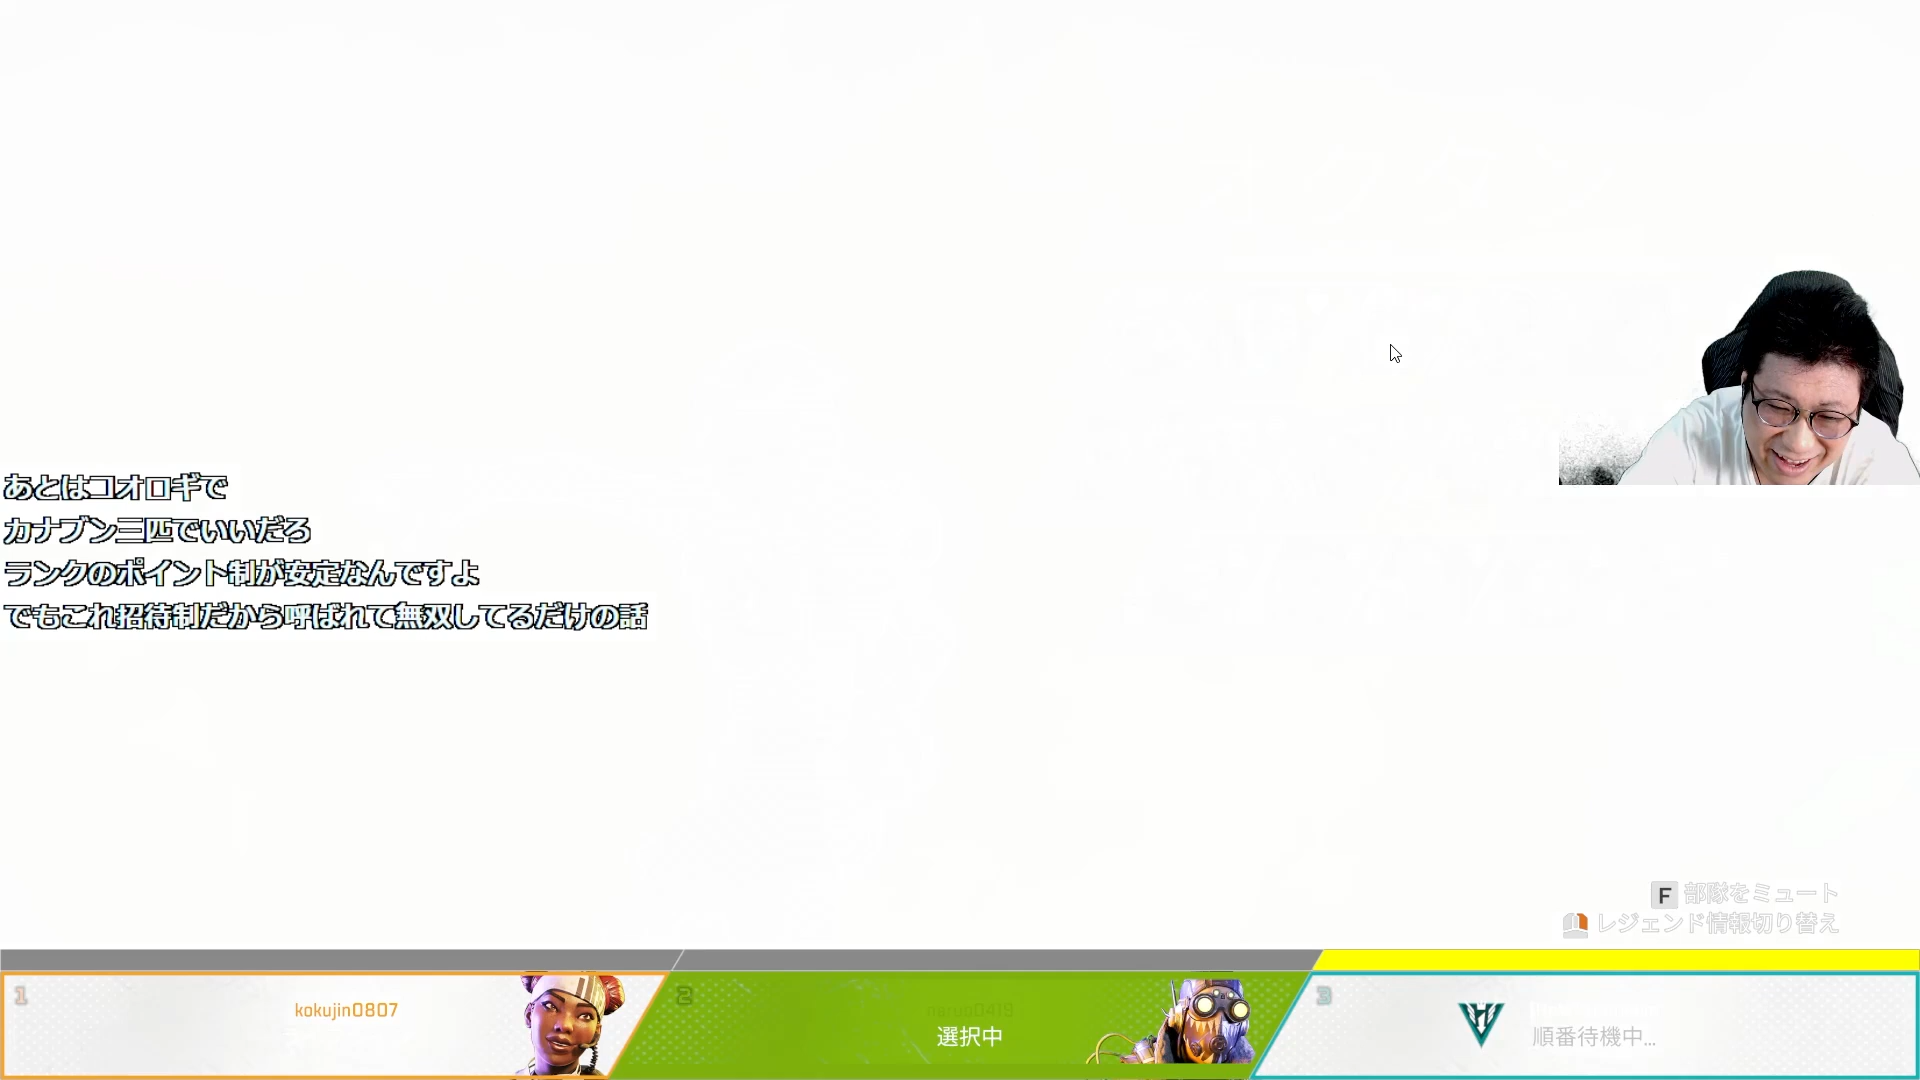 あとはコオロギで
カナブン三匹でいいだろ
ランクのポイント制が安定なんですよ
でもこれ招待制だから呼ばれて無双してるだけの話
F 部隊をミュート
レジェンド情報切り替え
1
kokujin0807
2
選択中
3
順番待機中...